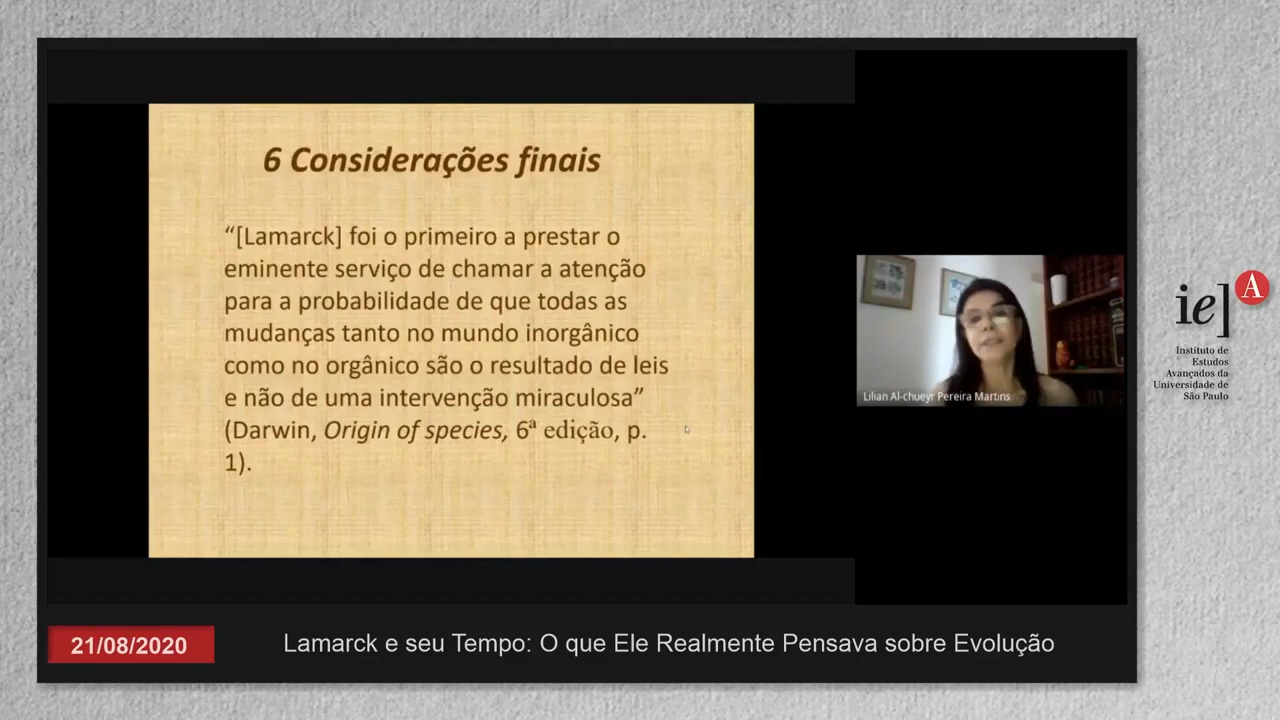 6 Considerações finais
“[Lamarck] foi o primeiro a prestar o
eminente serviço de chamar a atenção
para a probabilidade de que todas as
mudanças tanto no mundo inorgânico
como no orgânico são o resultado de leis
e não de uma intervenção miraculosa”
(Darwin, Origin of species, 6ª edição, p.
1).
Lilian Al-chueyr Pereira Martins
ie] A
Instituto de
Estudos
Avançados da
Universidade de
São Paulo
21/08/2020
Lamarck e seu Tempo: O que Ele Realmente Pensava sobre Evolução